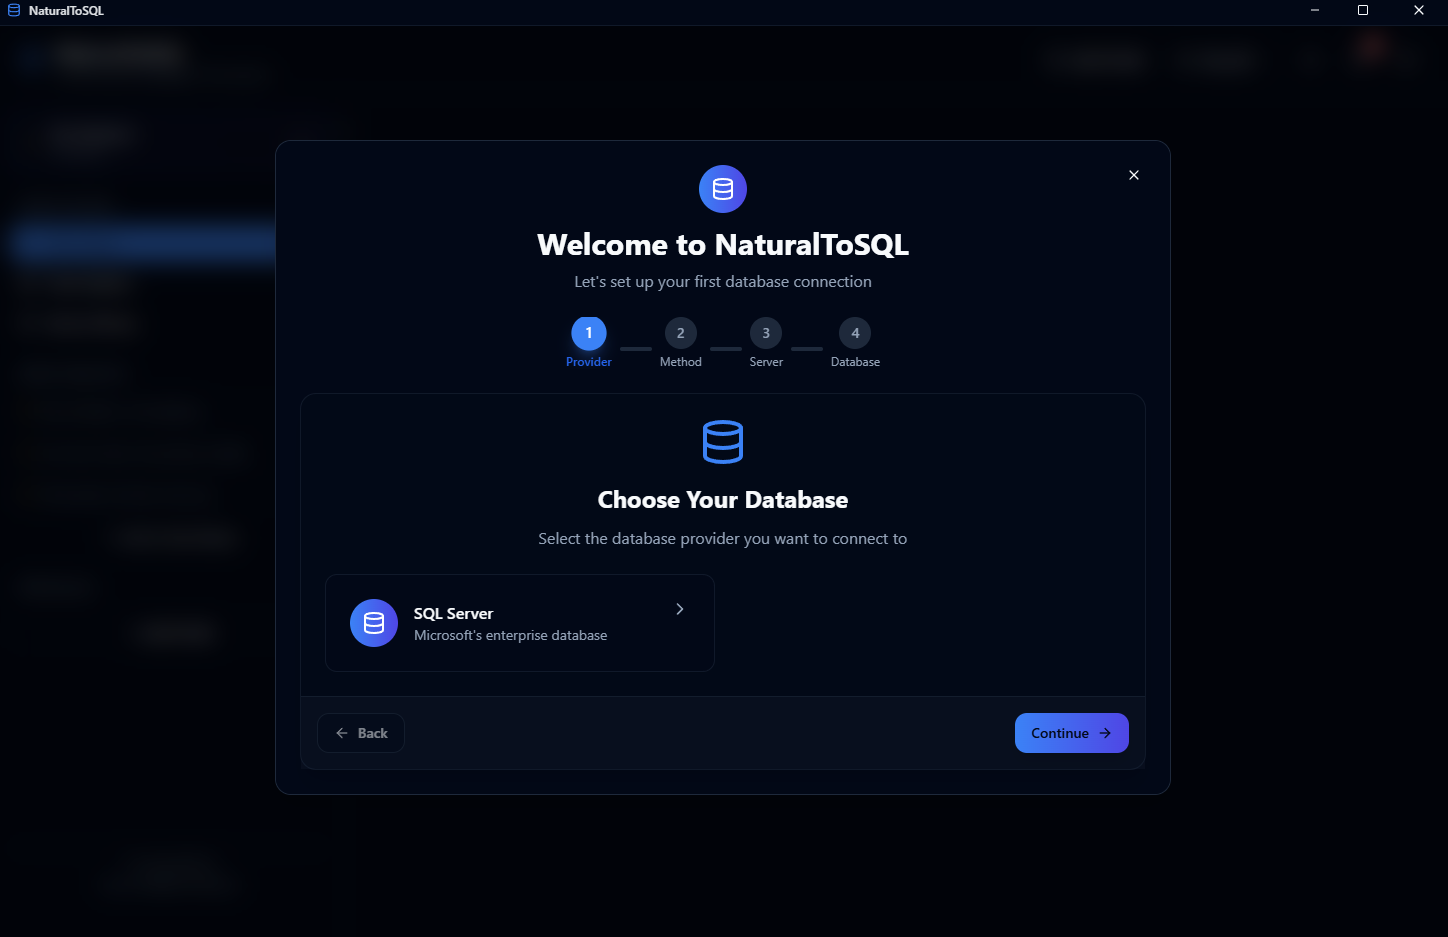 NaturalToSQL
Welcome to NaturalToSQL
Let's set up your first database connection
1
2
3
4
Provider
Method
Server
Database
Choose Your Database
Select the database provider you want to connect to
SQL Server
Microsoft's enterprise database
Back
Continue